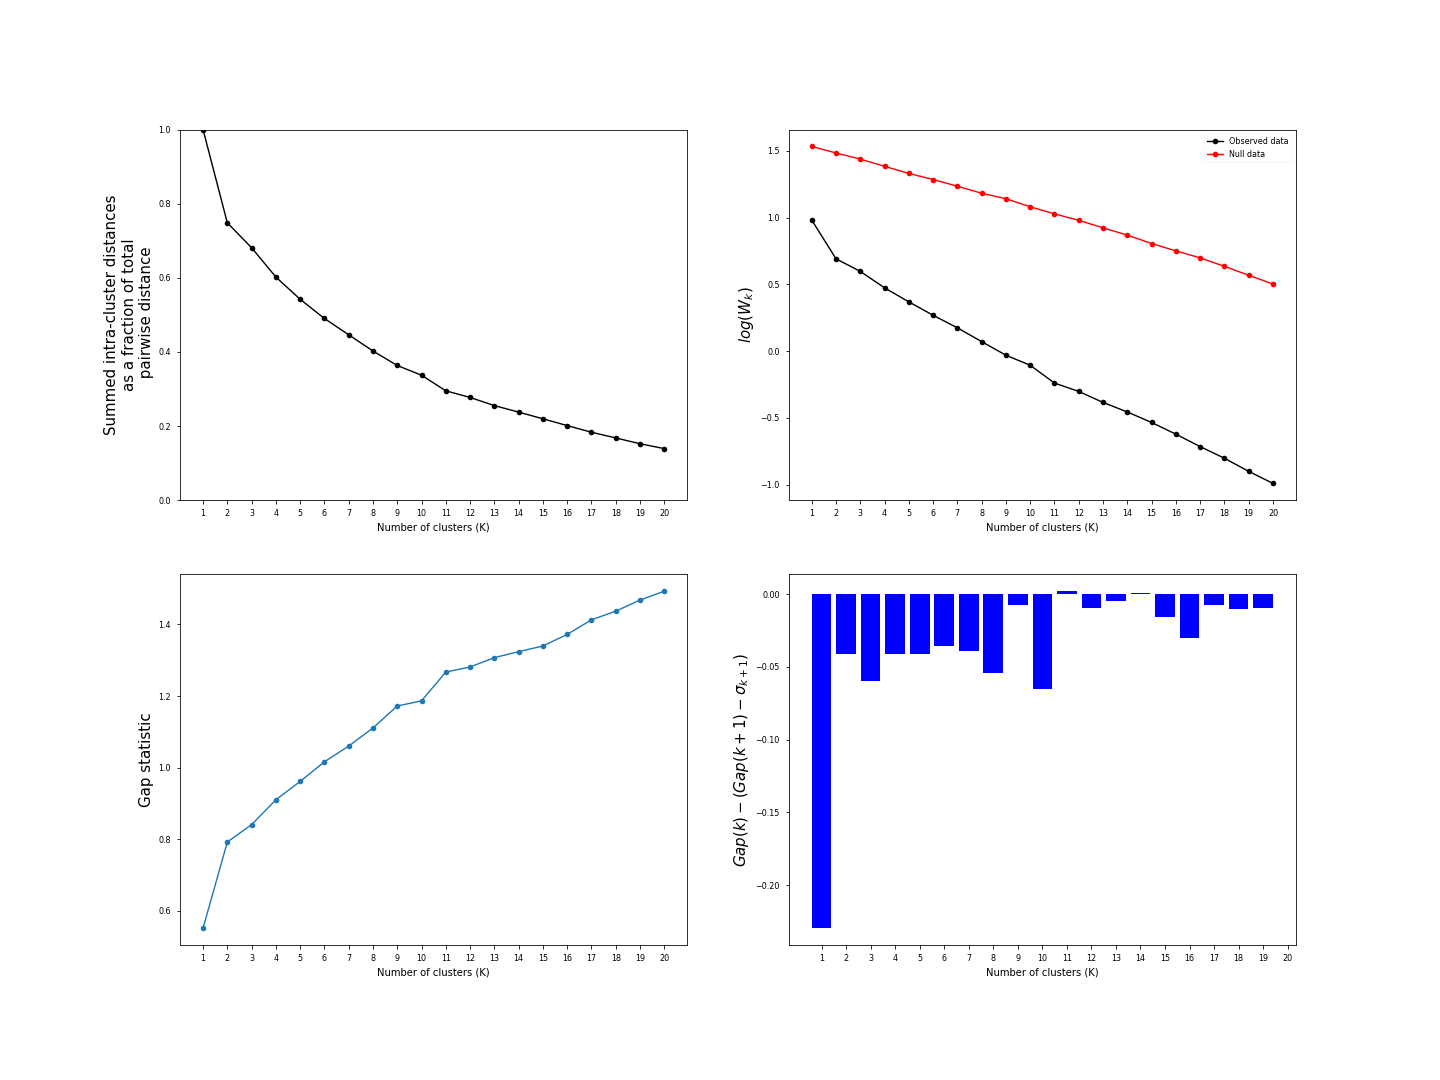 Summed intra-cluster distances
as a fraction of total
pairwise distance
1.0
0.8
0.6
0.4
0.2
0.0
1 2 3 4 5 6 7 8 9 10 11 12 13 14 15 16 17 18 19 20
Number of clusters (K)
log(W_k)
1.5
1.0
0.5
0.0
−0.5
−1.0
Observed data
Null data
1 2 3 4 5 6 7 8 9 10 11 12 13 14 15 16 17 18 19 20
Number of clusters (K)
Gap statistic
1.4
1.2
1.0
0.8
0.6
1 2 3 4 5 6 7 8 9 10 11 12 13 14 15 16 17 18 19 20
Number of clusters (K)
Gap(k) − (Gap(k + 1) − σ_{k+1})
0.00
−0.05
−0.10
−0.15
−0.20
1 2 3 4 5 6 7 8 9 10 11 12 13 14 15 16 17 18 19 20
Number of clusters (K)